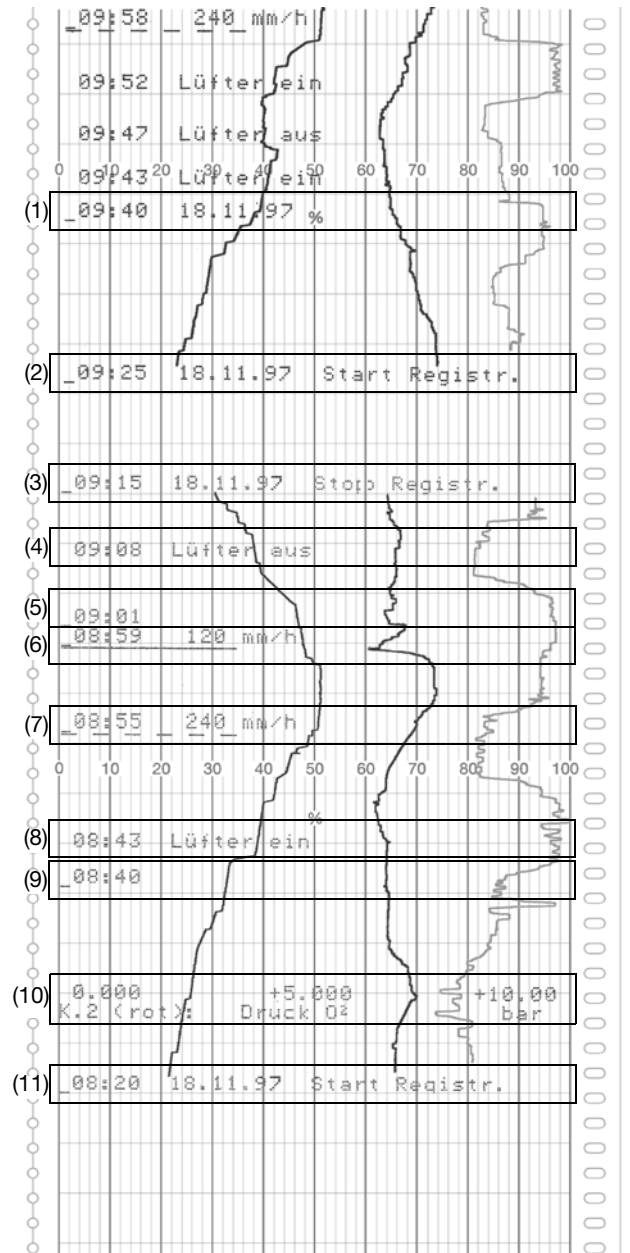 _09:58 _ 240_mm/h
09:52 Lüfter ein
09:47 Lüfter aus
0 10 20 30 40 50 60 70 80 90 100
09:43 Lüfter ein
(1) _09:40 18.11.97 %
(2) _09:25 18.11.97 Start Registr.
(3) _09:15 18.11.97 Stop Registr.
(4) 09:08 Lüfter aus
(5) _09:01
(6) _08:59 120 mm/h
(7) _08:55 _ 240_mm/h
0 10 20 30 40 50 60 70 80 90 100
%
(8) 08:43 Lüfter ein
(9) _08:40
(10) 0.000 +5.000 +10.00
K.2 (rot): Druck O² bar
(11) _08:20 18.11.97 Start Registr.